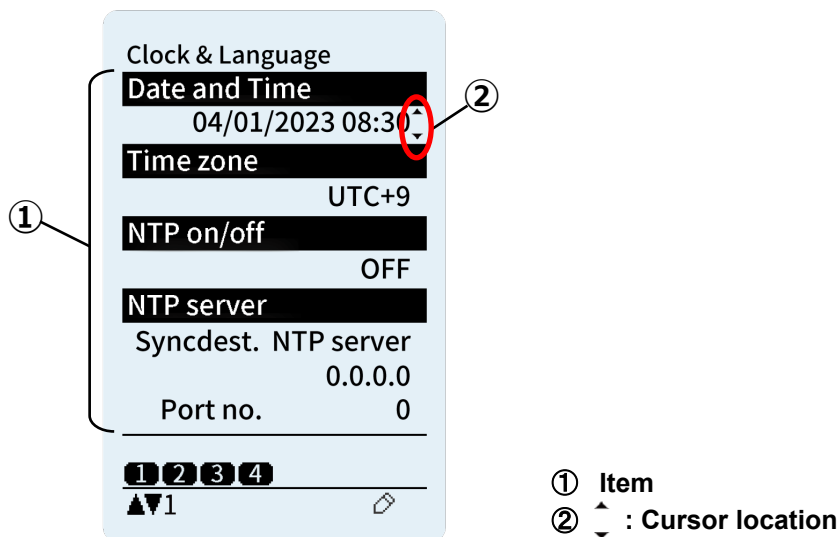 Clock & Language
Date and Time
04/01/2023 08:30
②
Time zone
UTC+9
①
NTP on/off
OFF
NTP server
Syncdest. NTP server
0.0.0.0
Port no. 0
1 2 3 4
▲▼1
① Item
② : Cursor location